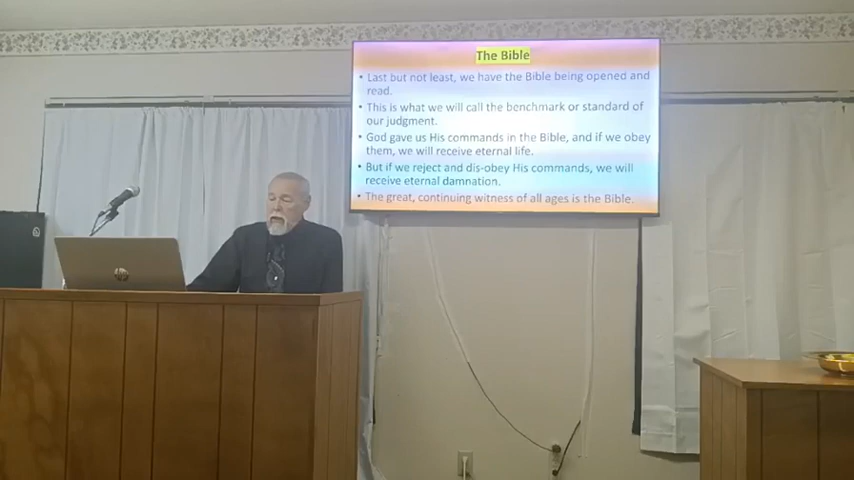 The Bible
• Last but not least, we have the Bible being opened and
read.
• This is what we will call the benchmark or standard of
our judgment.
• God gave us His commands in the Bible, and if we obey
them, we will receive eternal life.
• But if we reject and dis-obey His commands, we will
receive eternal damnation.
• The great, continuing witness of all ages is the Bible.
hp